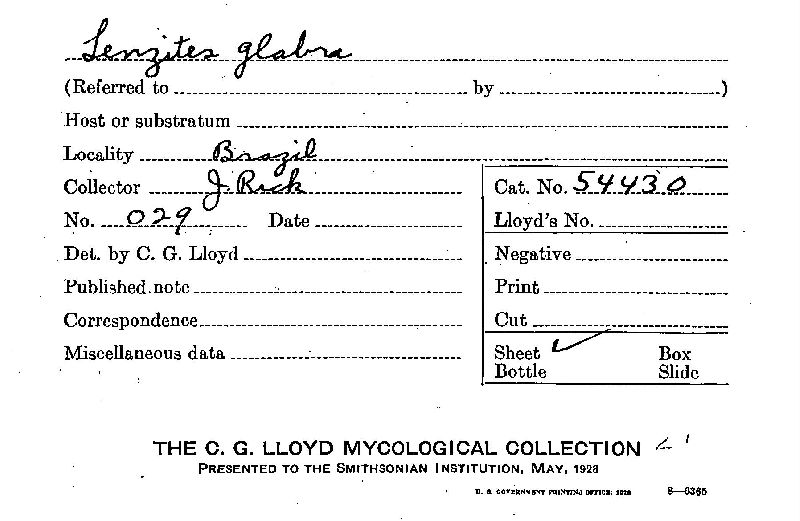 Lenzites glabra
(Referred to by )
Host or substratum
Locality Brazil
Collector J. Rick
No. 029 Date
Det. by C. G. Lloyd
Published note
Correspondence
Miscellaneous data
Cat. No. 54430
Lloyd's No.
Negative
Print
Cut
Sheet ✓ Box
Bottle Slide
THE C. G. LLOYD MYCOLOGICAL COLLECTION
PRESENTED TO THE SMITHSONIAN INSTITUTION, MAY, 1928
U. S. GOVERNMENT PRINTING OFFICE: 1928 8—6365